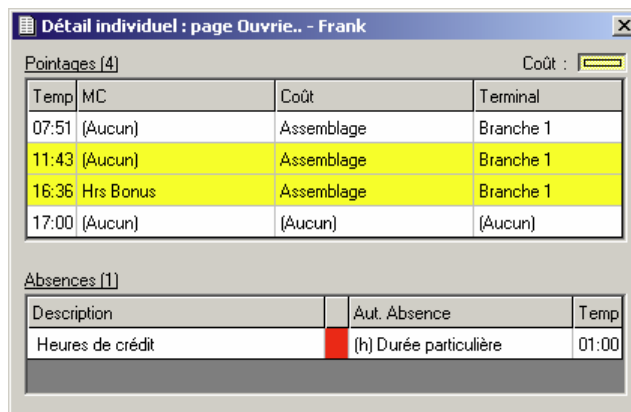 Détail individuel : page Ouvrie.. - Frank
Pointages (4) Coût :
Temp MC Coût Terminal
07:51 (Aucun) Assemblage Branche 1
11:43 (Aucun) Assemblage Branche 1
16:36 Hrs Bonus Assemblage Branche 1
17:00 (Aucun) (Aucun) (Aucun)
Absences (1)
Description Aut. Absence Temp
Heures de crédit (h) Durée particulière 01:00